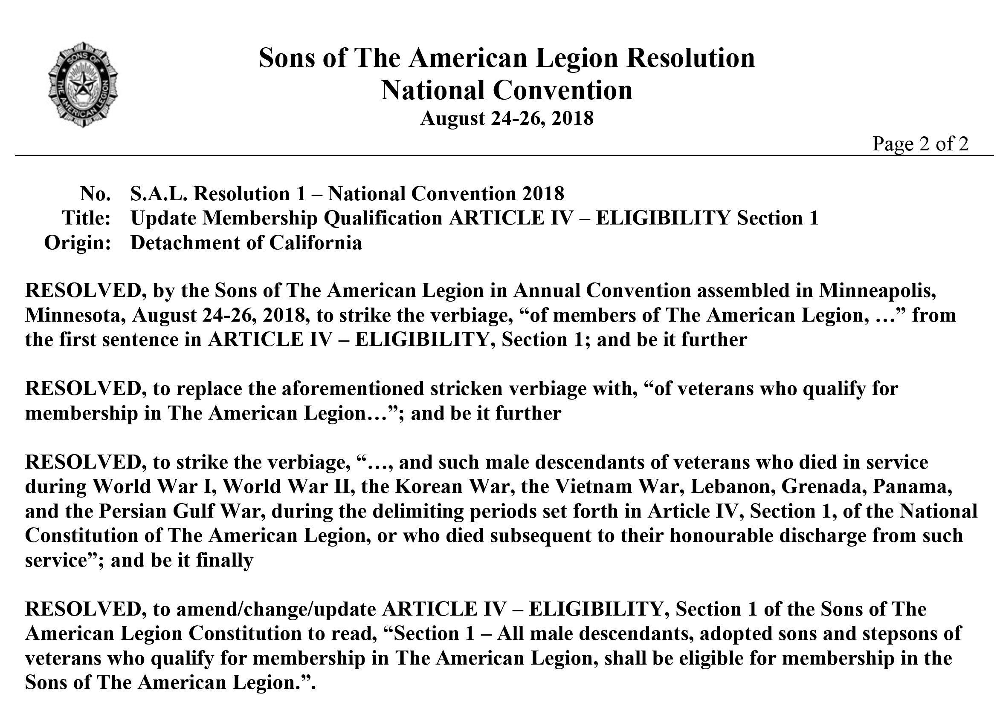 SONS OF
THE AMERICAN LEGION
Sons of The American Legion Resolution
National Convention
August 24-26, 2018
Page 2 of 2
No. S.A.L. Resolution 1 – National Convention 2018
Title: Update Membership Qualification ARTICLE IV – ELIGIBILITY Section 1
Origin: Detachment of California
RESOLVED, by the Sons of The American Legion in Annual Convention assembled in Minneapolis,
Minnesota, August 24-26, 2018, to strike the verbiage, “of members of The American Legion, …” from
the first sentence in ARTICLE IV – ELIGIBILITY, Section 1; and be it further
RESOLVED, to replace the aforementioned stricken verbiage with, “of veterans who qualify for
membership in The American Legion…”; and be it further
RESOLVED, to strike the verbiage, “…, and such male descendants of veterans who died in service
during World War I, World War II, the Korean War, the Vietnam War, Lebanon, Grenada, Panama,
and the Persian Gulf War, during the delimiting periods set forth in Article IV, Section 1, of the National
Constitution of The American Legion, or who died subsequent to their honourable discharge from such
service”; and be it finally
RESOLVED, to amend/change/update ARTICLE IV – ELIGIBILITY, Section 1 of the Sons of The
American Legion Constitution to read, “Section 1 – All male descendants, adopted sons and stepsons of
veterans who qualify for membership in The American Legion, shall be eligible for membership in the
Sons of The American Legion.”.